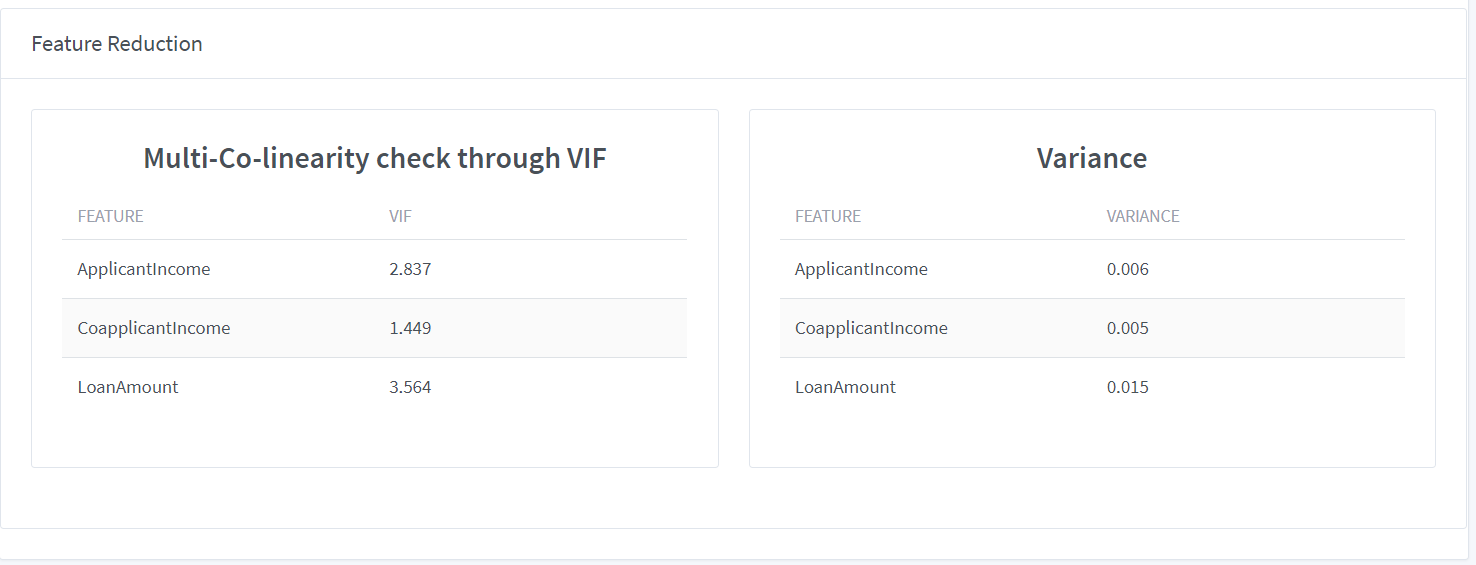 Feature Reduction
Multi-Co-linearity check through VIF
FEATURE VIF
ApplicantIncome 2.837
CoapplicantIncome 1.449
LoanAmount 3.564
Variance
FEATURE VARIANCE
ApplicantIncome 0.006
CoapplicantIncome 0.005
LoanAmount 0.015